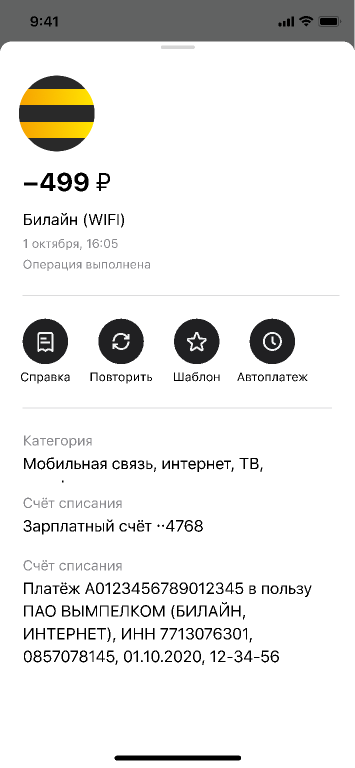 9:41
–499 ₽
Билайн (WIFI)
1 октября, 16:05
Операция выполнена
Справка
Повторить
Шаблон
Автоплатеж
Категория
Мобильная связь, интернет, ТВ,
Счёт списания
Зарплатный счёт ··4768
Счёт списания
Платёж A0123456789012345 в пользу
ПАО ВЫМПЕЛКОМ (БИЛАЙН,
ИНТЕРНЕТ), ИНН 7713076301,
0857078145, 01.10.2020, 12-34-56